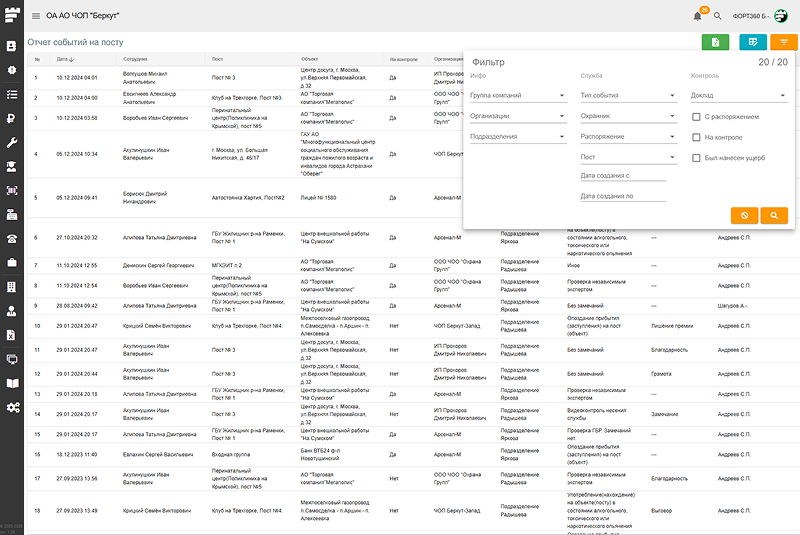 ОА АО ЧОП "Беркут"
26
ФОРТ360 Б.-.
Отчет событий на посту
№ Дата Сотрудник Пост Объект На контроле Организация
Фильтр 20 / 20
Инфо Служба Контроль
Группа компаний Тип события Доклад
Организации Охранник С распоряжением
Подразделения Распоряжение На контроле
Пост Был нанесен ущерб
Дата создания с
Дата создания по
1 10.12.2024 04:01 Волгушов Михаил Анатольевич Пост № 3 Центр досуга, г. Москва, ул.Верхняя Первомайская, д.32 Да ИП Прохоров Дмитрий
2 10.12.2024 04:00 Евсигнеев Александр Анатольевич Клуб на Трехгорке, Пост №3. АО "Торговая компания"Мегаполис" Да ООО ЧОО "Охрана Групп"
3 10.12.2024 03:58 Воробьев Иван Сергеевич Перинатальный центр(Поликлиника на Крымской), пост №5 АО "Торговая компания"Мегаполис" Да ООО ЧОО "Охрана Групп"
4 05.12.2024 10:34 Акулинушкин Иван Валерьевич г. Москва, ул. Большая Никитская, д. 46/17 ГАУ АО "Многофункциональный центр социального обслуживания граждан пожилого возраста и инвалидов города Астрахани "Оберег" Да ЧОП Беркут
5 05.12.2024 09:41 Борискин Дмитрий Никандрович Автостоянка Хартия, Пост№2 Лицей № 1580 Да Арсенал-М
6 27.10.2024 20:32 Алипова Татьяна Дмитриевна ГБУ Жилищник р-на Раменки, Пост № 1 Центр внешкольной работы "На Сумском" Да Арсенал-М Подразделение Яркова на объекте(посту) в состоянии алкогольного, токсического или наркотического опьянения --- Андреев С.П.
7 11.10.2024 12:55 Денискин Сергей Георгиевич МГКЭИТ п.2 АО "Торговая компания"Мегаполис" Да ООО ЧОО "Охрана Групп" Подразделение Радышева Иное --- Андреев С.П.
8 11.10.2024 12:54 Воробьев Иван Сергеевич Перинатальный центр(Поликлиника на Крымской), пост №5 АО "Торговая компания"Мегаполис" Да ООО ЧОО "Охрана Групп" Подразделение Радышева Проверка независимым экспертом --- Андреев С.П.
9 28.08.2024 09:42 Алипова Татьяна Дмитриевна ГБУ Жилищник р-на Раменки, Пост № 1 Центр внешкольной работы "На Сумском" Да Арсенал-М Подразделение Яркова Без замечаний --- Шагуров А.-.
10 29.01.2024 20:47 Крицкий Семён Викторович Клуб на Трехгорке, Пост №4. Межпоселковый газопровод п.Самосделка - п.Аршин - п. Алексеевка Нет ЧОП Беркут-Запад Подразделение Радышева Опоздание прибытия (заступления) на пост (объект) Лишение премии Андреев С.П.
11 29.01.2024 20:47 Акулинушкин Иван Валерьевич Пост № 3 Центр досуга, г. Москва, ул.Верхняя Первомайская, д.32 Нет ИП Прохоров Дмитрий Николаевич Подразделение Радышева Без замечаний Благодарность Андреев С.П.
12 29.01.2024 20:44 Акулинушкин Иван Валерьевич Пост № 3 Центр досуга, г. Москва, ул.Верхняя Первомайская, д.32 Нет ИП Прохоров Дмитрий Николаевич Подразделение Радышева Без замечаний Грамота Андреев С.П.
13 29.01.2024 20:18 Алипова Татьяна Дмитриевна ГБУ Жилищник р-на Раменки, Пост № 1 Центр внешкольной работы "На Сумском" Да Арсенал-М Подразделение Яркова Проверка независимым экспертом --- Андреев С.П.
14 29.01.2024 20:17 Акулинушкин Иван Валерьевич Пост № 3 Центр досуга, г. Москва, ул.Верхняя Первомайская, д.32 Нет ИП Прохоров Дмитрий Николаевич Подразделение Радышева Видеоконтроль несения службы Замечание Андреев С.П.
15 29.01.2024 20:17 Алипова Татьяна Дмитриевна ГБУ Жилищник р-на Раменки, Пост № 1 Центр внешкольной работы "На Сумском" Да Арсенал-М Подразделение Яркова Проверка ГБР. Замечаний нет. --- Андреев С.П.
16 18.12.2023 11:40 Евлахин Сергей Васильевич Входная группа Банк ВТБ24 ф-л Новотушинский Да Арсенал-М Подразделение Яркова Опоздание прибытия (заступления) на пост (объект) --- Андреев С.П.
17 27.09.2023 13:56 Крицкий Семён Викторович Перинатальный центр(Поликлиника на Крымской), пост №5 АО "Торговая компания"Мегаполис" Нет ООО ЧОО "Охрана Групп" Подразделение Радышева Проверка независимым экспертом Благодарность Андреев С.П.
18 27.09.2023 13:49 Крицкий Семён Викторович Клуб на Трехгорке, Пост №4. Межпоселковый газопровод п.Самосделка - п.Аршин - п. Алексеевка Нет ЧОП Беркут-Запад Подразделение Радышева Употребление(нахождение) на объекте(посту) в состоянии алкогольного, токсического или наркотического опьянения Выговор Андреев С.П.